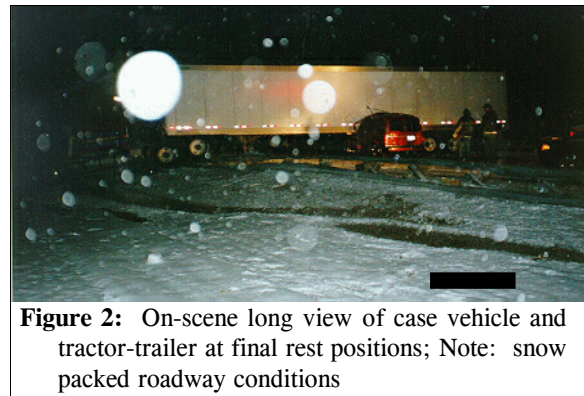 Figure 2: On-scene long view of case vehicle and
tractor-trailer at final rest positions; Note: snow
packed roadway conditions